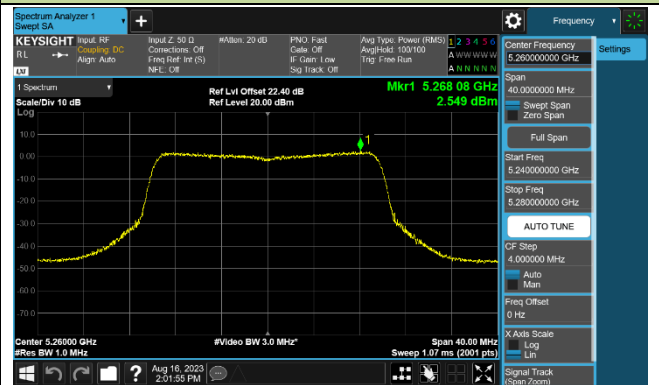 Spectrum Analyzer 1
Swept SA
Frequency
KEYSIGHT
RL
LXI
Input: RF
Coupling: DC
Align: Auto
Input Z: 50 Ω
Corrections: Off
Freq Ref: Int (S)
NFE: Off
#Atten: 20 dB
PNO: Fast
Gate: Off
IF Gain: Low
Sig Track: Off
Avg Type: Power (RMS)
Avg|Hold: 100/100
Trig: Free Run
1 2 3 4 5 6
A W W W W W
A N N N N N
1 Spectrum
Scale/Div 10 dB
Log
Ref Lvl Offset 22.40 dB
Ref Level 20.00 dBm
Mkr1 5.268 08 GHz
2.549 dBm
1
10.0
0.00
-10.0
-20.0
-30.0
-40.0
-50.0
-60.0
-70.0
Center 5.26000 GHz
#Res BW 1.0 MHz
#Video BW 3.0 MHz*
Span 40.00 MHz
Sweep 1.07 ms (2001 pts)
Center Frequency
5.260000000 GHz
Span
40.0000000 MHz
Swept Span
Zero Span
Full Span
Start Freq
5.240000000 GHz
Stop Freq
5.280000000 GHz
AUTO TUNE
CF Step
4.000000 MHz
Auto
Man
Freq Offset
0 Hz
X Axis Scale
Log
Lin
Signal Track
(Span Zoom)
Settings
?
Aug 16, 2023
2:01:55 PM